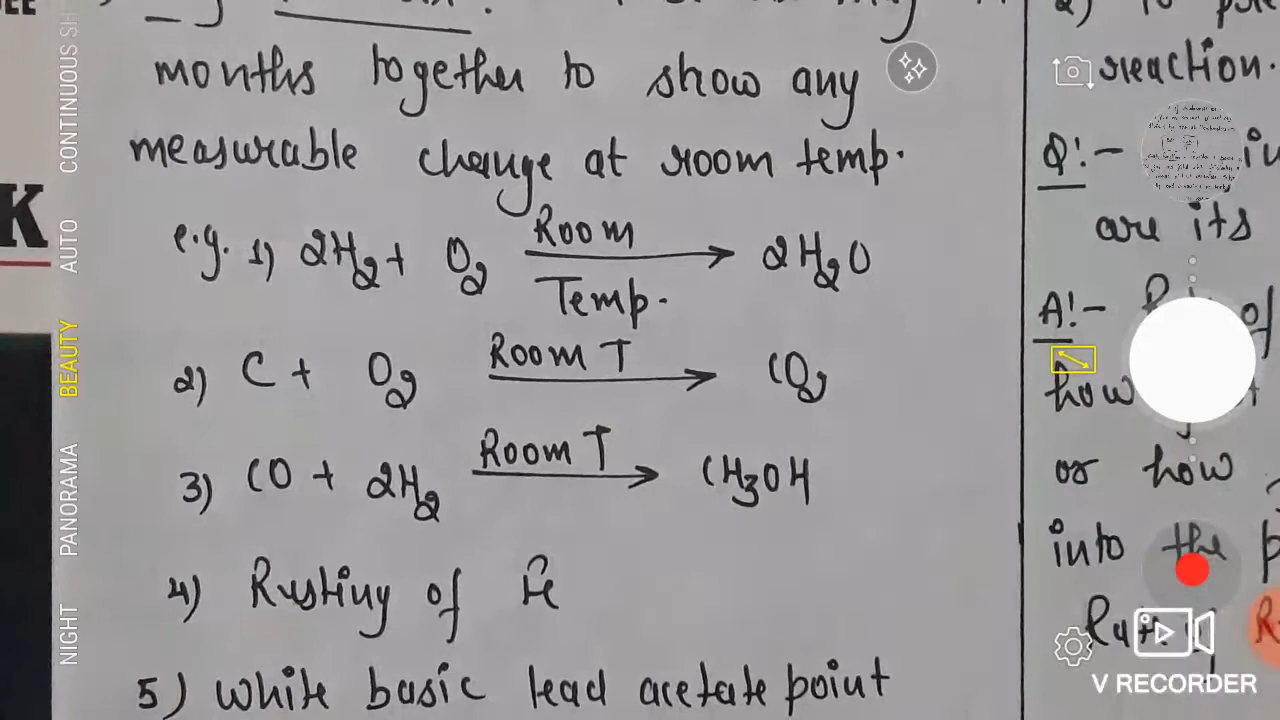 months together to show any
measurable change at room temp.
e.g. 1) 2H2 + O2 Room Temp. → 2H2O
2) C + O2 Room T → CO2
3) CO + 2H2 Room T → CH3OH
4) Rusting of Fe
5) White basic lead acetate point
reaction.
Q:-
are its
A:- of
how
or how
into the
K
NIGHT PANORAMA BEAUTY AUTO CONTINUOUS
V RECORDER